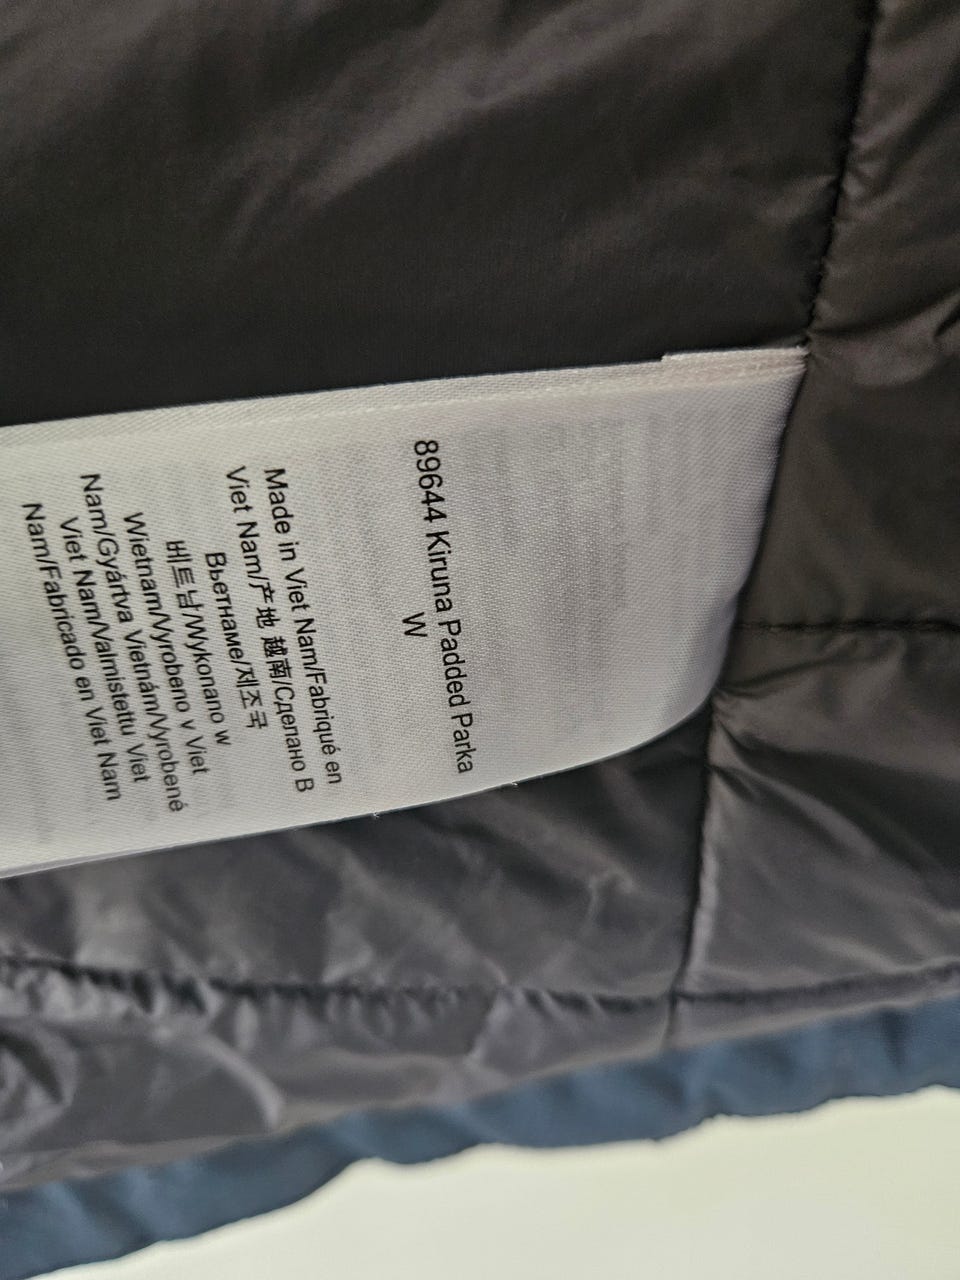 89644 Kiruna Padded Parka
W
Made in Viet Nam/Fabriqué en
Viet Nam/产地 越南/Сделано В
Вьетнаме/제조국
베트남/Wykonano w
Wietnam/Vyrobeno v Viet
Nam/Gyártva Vietnám/Vyrobené
Viet Nam/Valmistettu Viet
Nam/Fabricado en Viet Nam